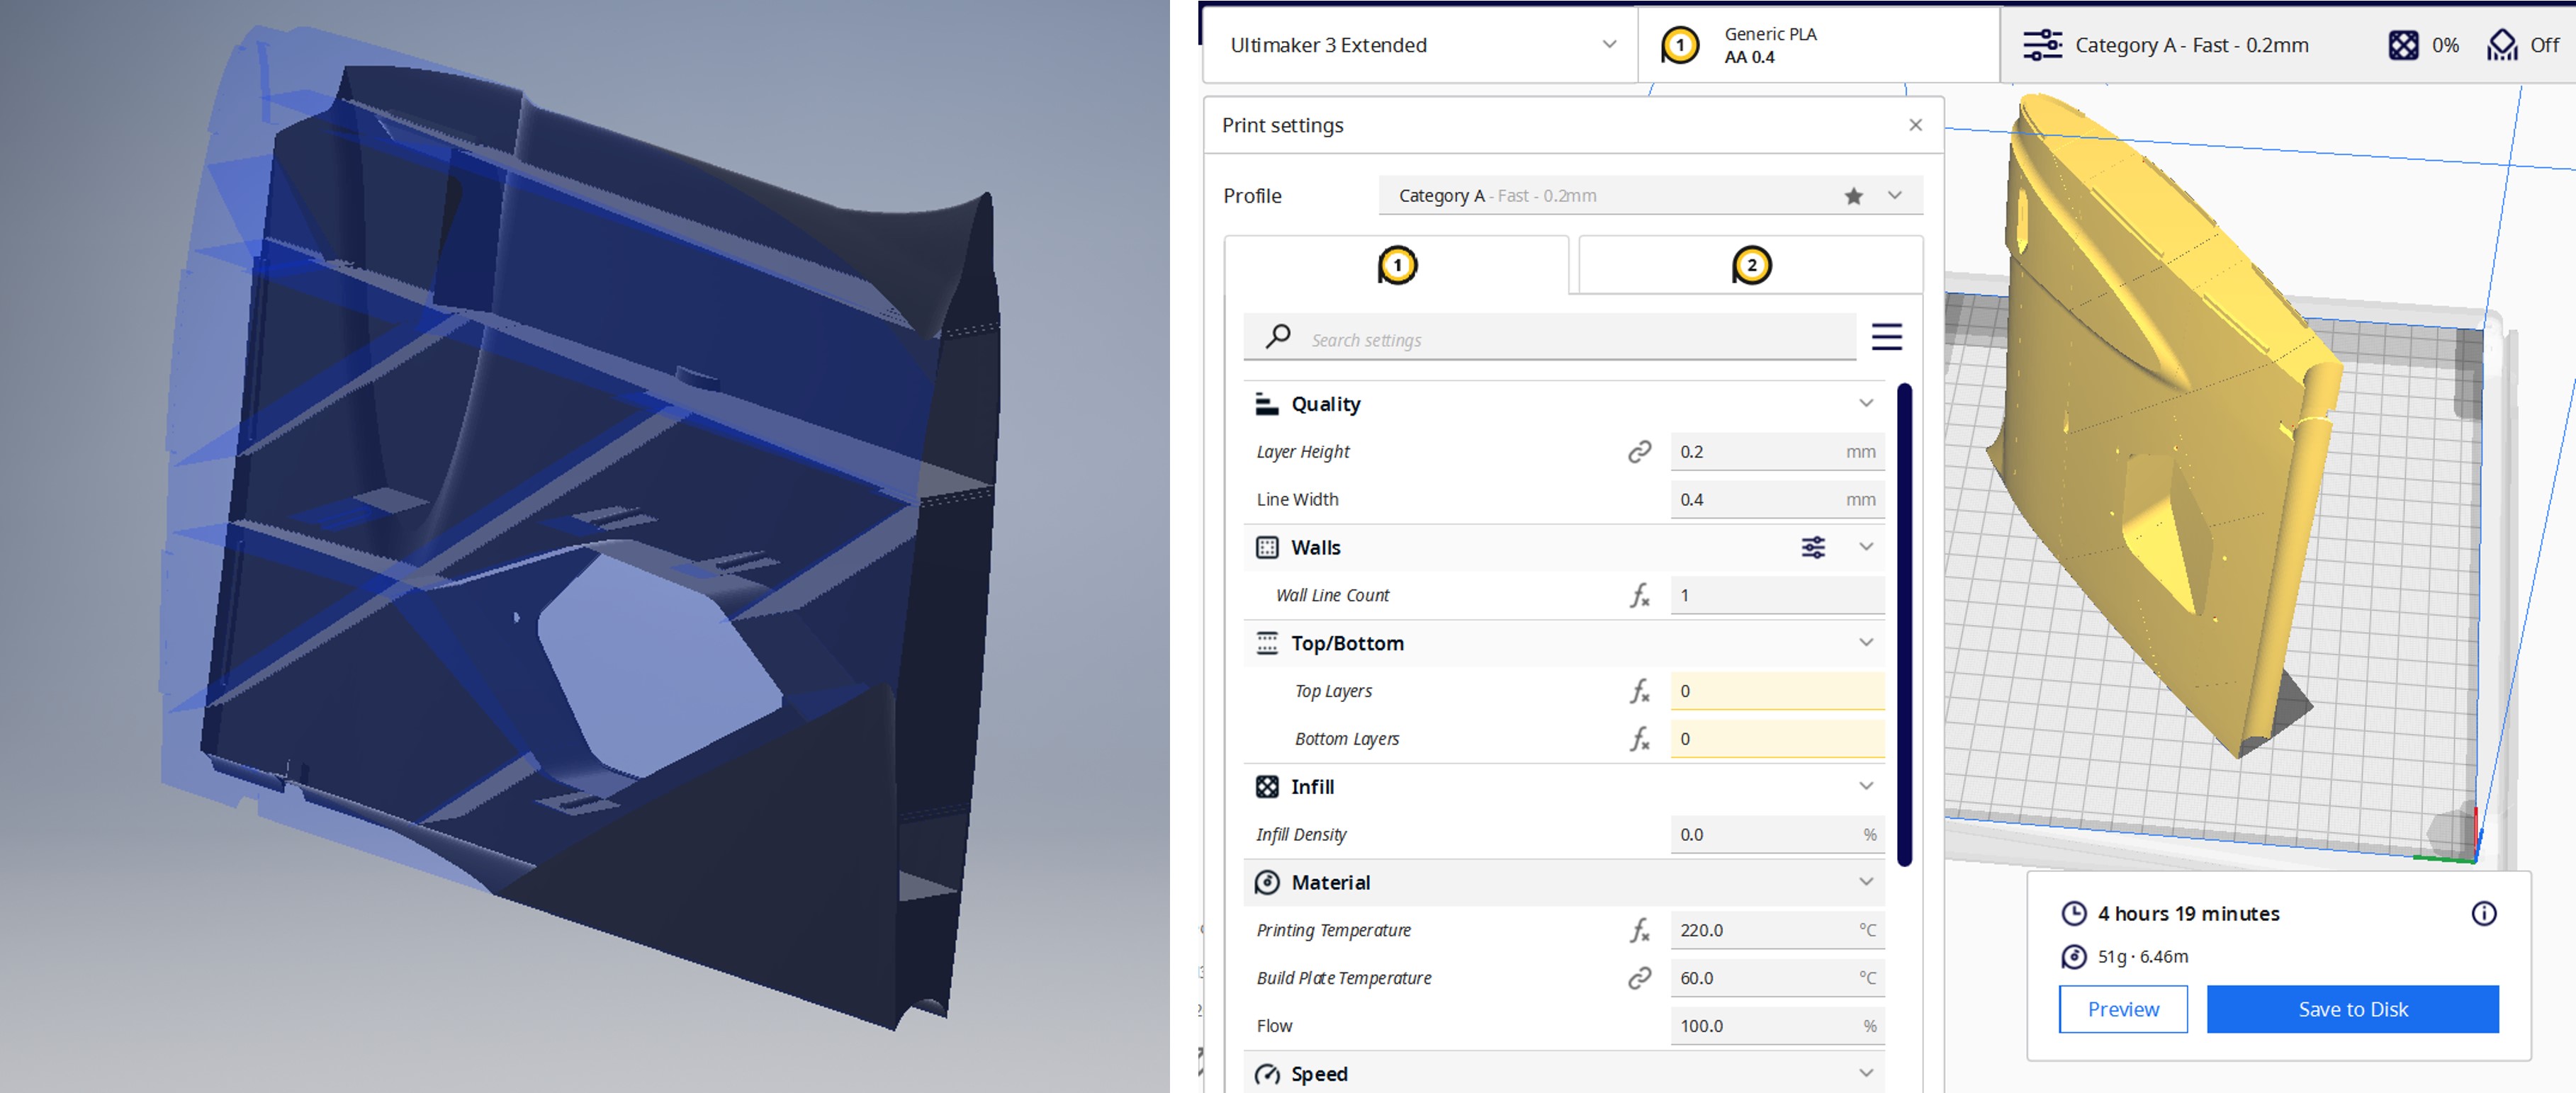 Ultimaker 3 Extended
1
Generic PLA
AA 0.4
Category A - Fast - 0.2mm
0%
Off
Print settings
Profile
Category A - Fast - 0.2mm
1
2
Search settings
Quality
Layer Height
0.2 mm
Line Width
0.4 mm
Walls
Wall Line Count
1
Top/Bottom
Top Layers
0
Bottom Layers
0
Infill
Infill Density
0.0 %
Material
Printing Temperature
220.0 °C
Build Plate Temperature
60.0 °C
Flow
100.0 %
Speed
4 hours 19 minutes
51g · 6.46m
Preview
Save to Disk